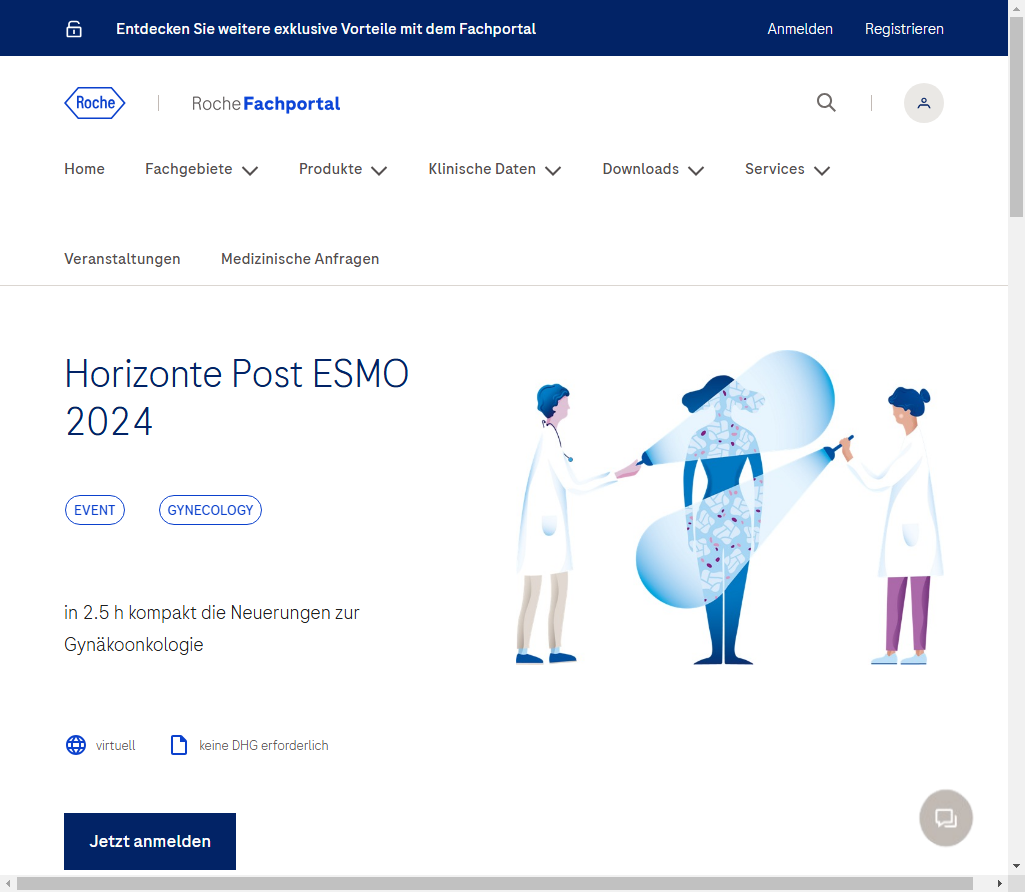 Entdecken Sie weitere exklusive Vorteile mit dem Fachportal
Anmelden
Registrieren
Roche
Roche Fachportal
Home
Fachgebiete
Produkte
Klinische Daten
Downloads
Services
Veranstaltungen
Medizinische Anfragen
Horizonte Post ESMO
2024
EVENT
GYNECOLOGY
in 2.5 h kompakt die Neuerungen zur
Gynäkoonkologie
virtuell
keine DHG erforderlich
Jetzt anmelden